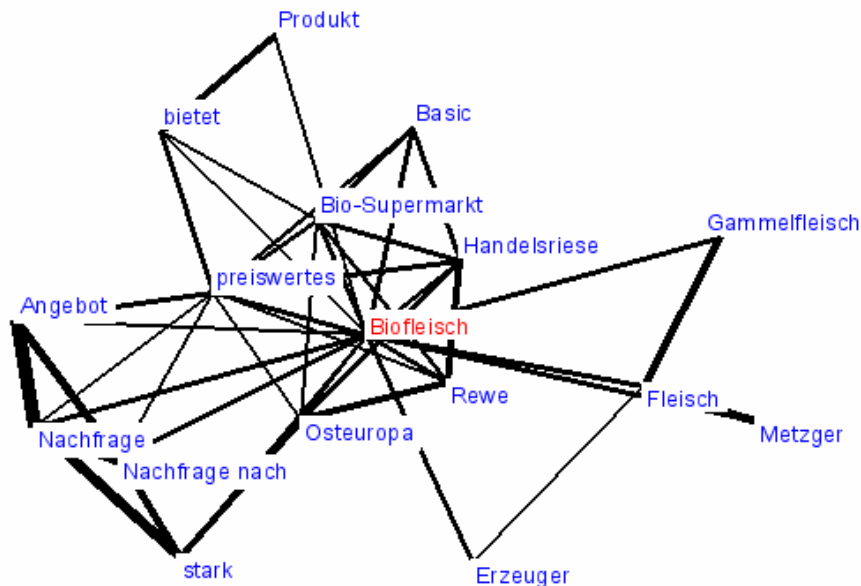 Produkt
bietet
Basic
Bio-Supermarkt
Gammelfleisch
Handelsriese
preiswertes
Angebot
Biofleisch
Rewe
Fleisch
Osteuropa
Metzger
Nachfrage
Nachfrage nach
stark
Erzeuger